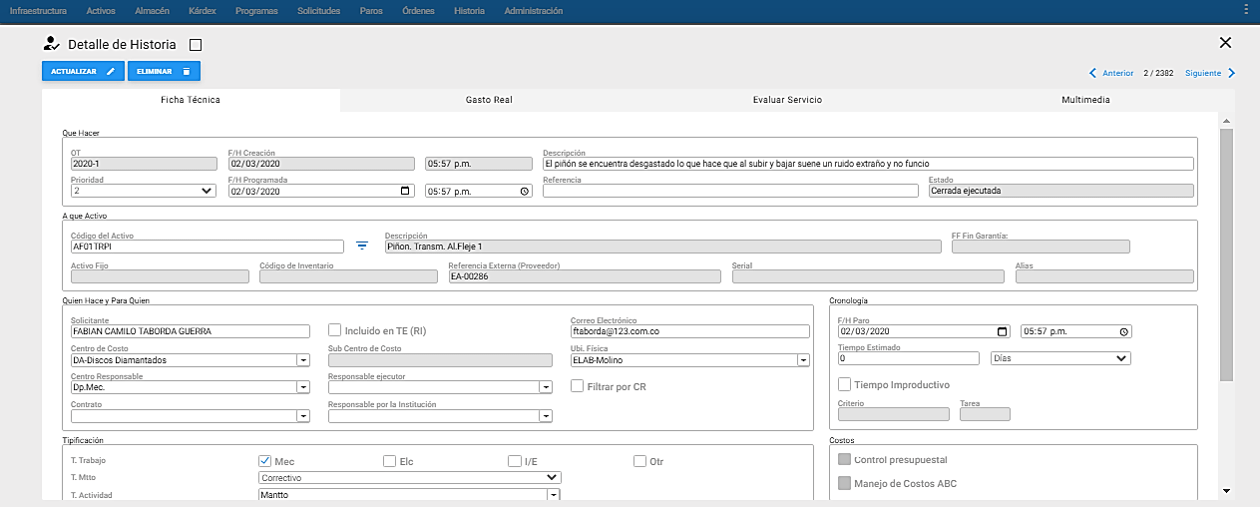 Infraestructura Activos Almacén Kárdex Programas Solicitudes Paros Órdenes Historia Administración
Detalle de Historia
ACTUALIZAR ELIMINAR
Anterior 2 / 2382 Siguiente
Ficha Técnica Gasto Real Evaluar Servicio Multimedia
Que Hacer
OT F/H Creación Descripción
2020-1 02/03/2020 05:57 p.m. El piñón se encuentra desgastado lo que hace que al subir y bajar suene un ruido extraño y no funcio
Prioridad F/H Programada Referencia Estado
2 02/03/2020 05:57 p.m. Cerrada ejecutada
A que Activo
Código del Activo Descripción FF Fin Garantía:
AF01TRPI Piñon. Transm. Al.Fleje 1
Activo Fijo Código de Inventario Referencia Externa (Proveedor) Serial Alias
EA-00286
Quien Hace y Para Quien Cronología
Solicitante Correo Electrónico F/H Paro
FABIAN CAMILO TABORDA GUERRA Incluido en TE (RI) ftaborda@123.com.co 02/03/2020 05:57 p.m.
Centro de Costo Sub Centro de Costo Ubi. Física Tiempo Estimado
DA-Discos Diamantados ELAB-Molino 0 Días
Centro Responsable Responsable ejecutor
Dp.Mec. Filtrar por CR Tiempo Improductivo
Contrato Responsable por la Institución Criterio Tarea
Tipificación Costos
T. Trabajo Mec Elc I/E Otr Control presupuestal
T. Mtto Correctivo Manejo de Costos ABC
T. Actividad Mantto